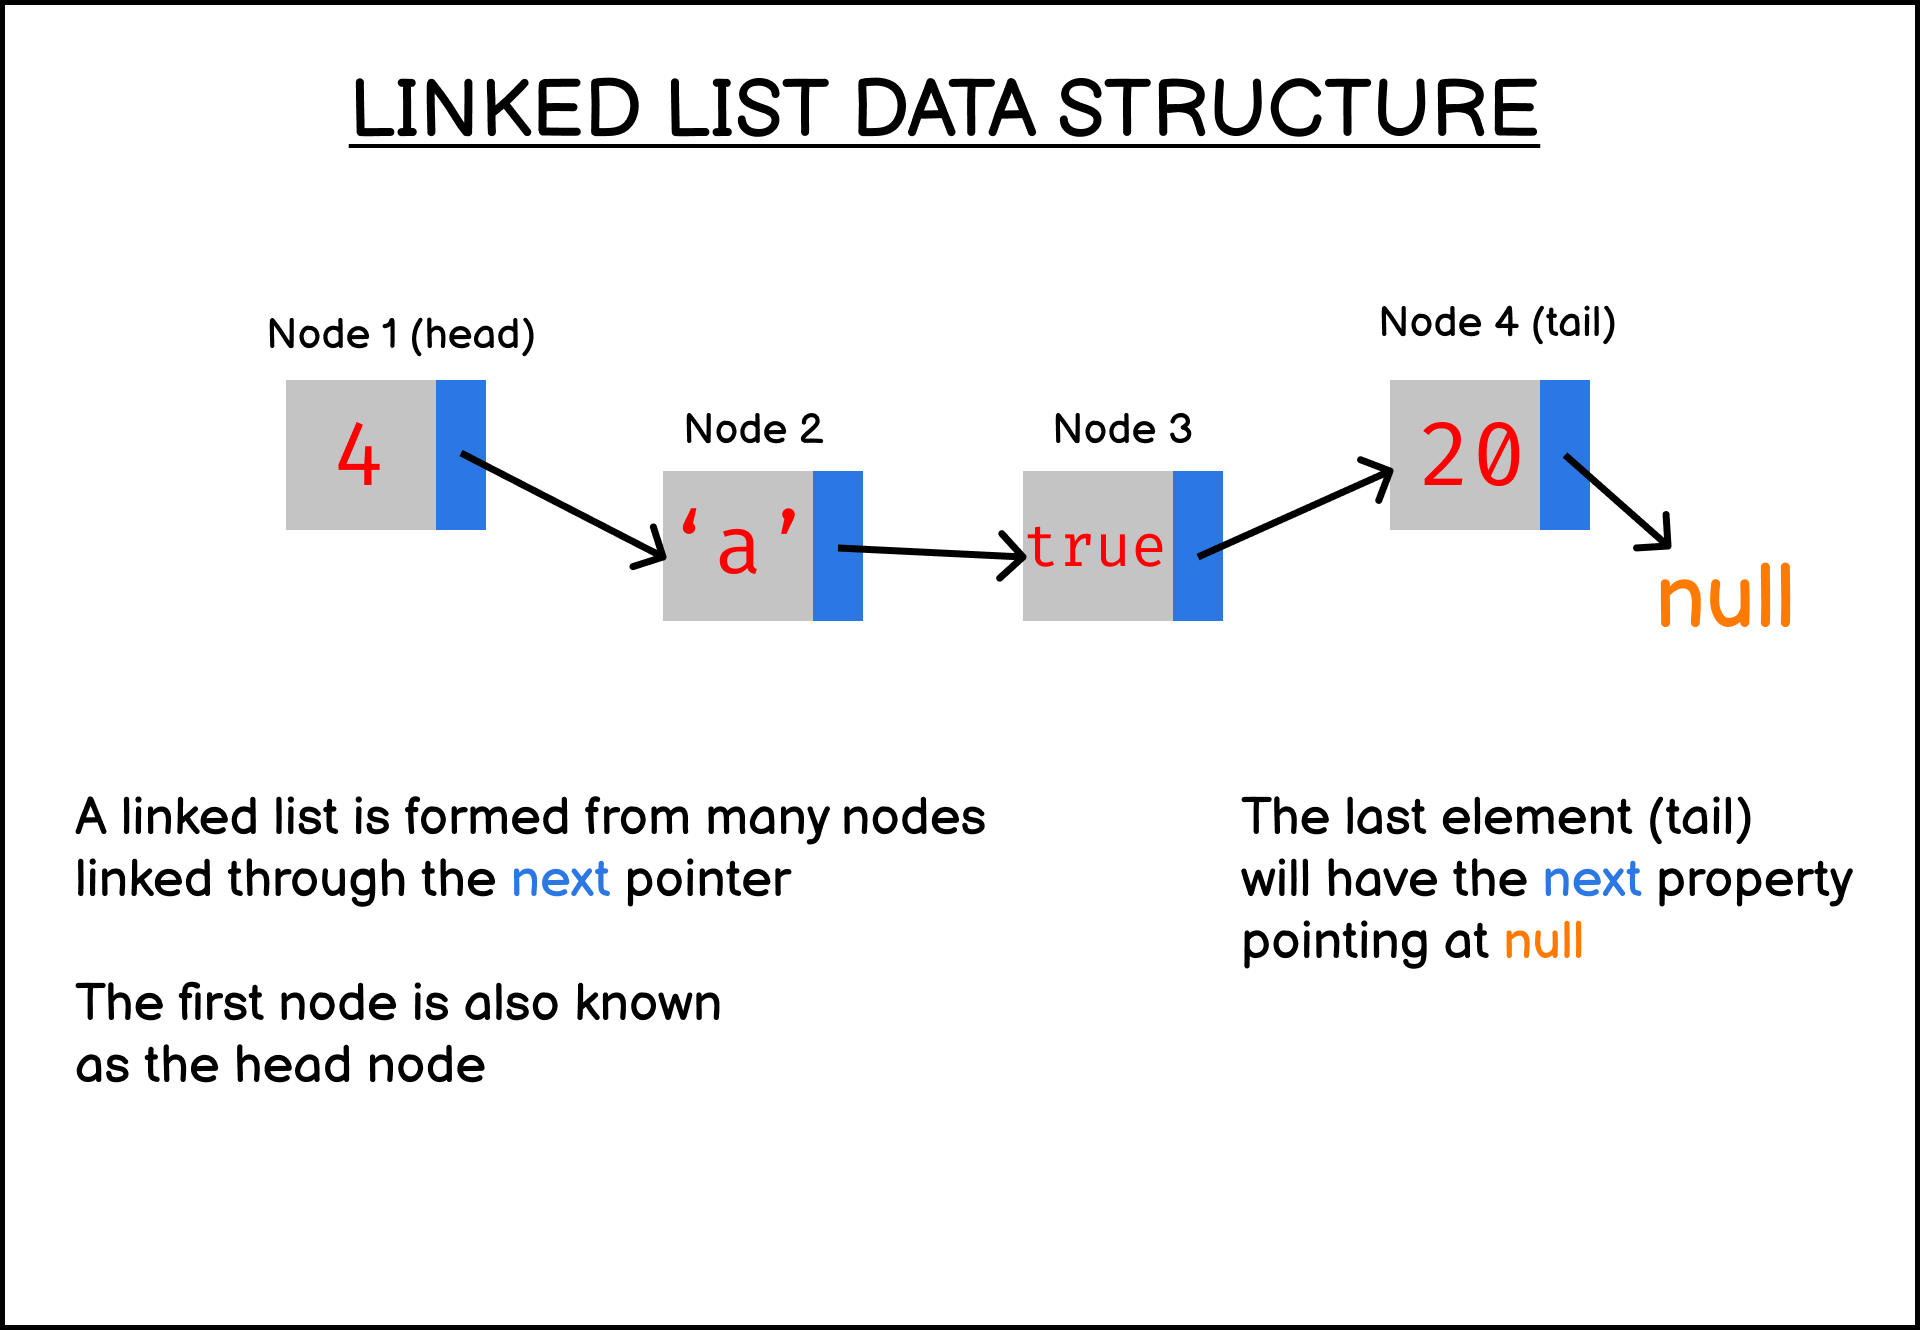 LINKED LIST DATA STRUCTURE
Node 1 (head)
Node 2
Node 3
Node 4 (tail)
4
‘a’
true
20
null
A linked list is formed from many nodes
linked through the next pointer
The first node is also known
as the head node
The last element (tail)
will have the next property
pointing at null